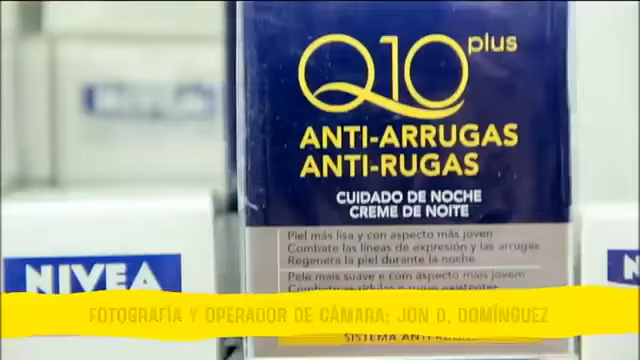 Q10 plus
ANTI-ARRUGAS
ANTI-RUGAS
CUIDADO DE NOCHE
CREME DE NOITE
Piel más lisa y con aspecto más joven
Combate las líneas de expresión y las arrugas
Regenera la piel durante la noche
Pele mais suave e com aspecto mais jovem
NIVEA
FOTOGRAFÍA Y OPERADOR DE CÁMARA: JON D. DOMÍNGUEZ
SISTEMA